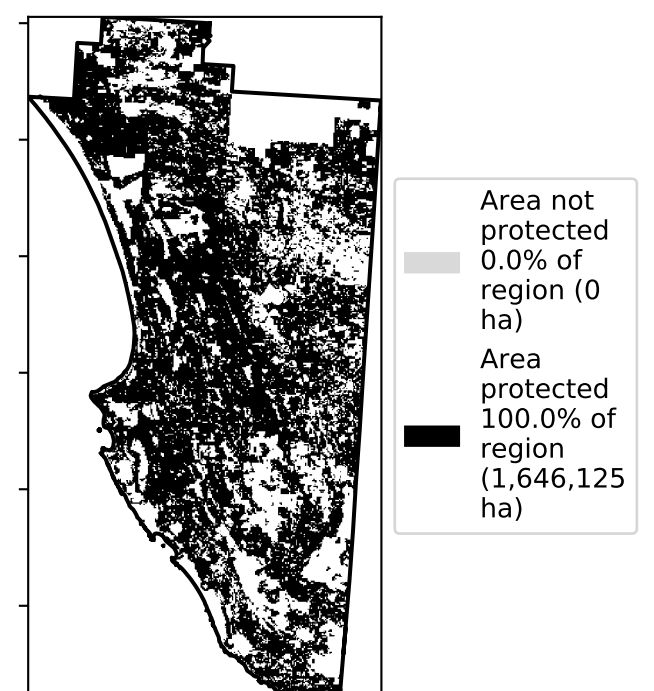 Area not
protected
0.0% of
region (0
ha)
Area
protected
100.0% of
region
(1,646,125
ha)